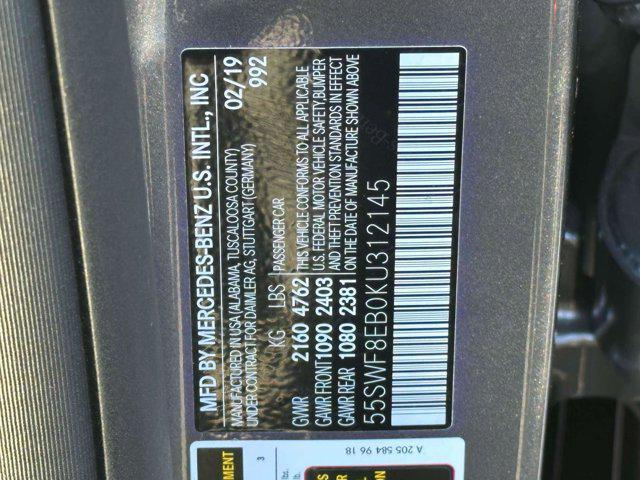 MFD BY MERCEDES-BENZ U.S. INTL., INC
MANUFACTURED IN USA (ALABAMA, TUSCALOOSA COUNTY) 02/19
UNDER CONTRACT FOR DAIMLER AG, STUTTGART (GERMANY) 992
KG LBS PASSENGER CAR
GVWR 2160 4762 THIS VEHICLE CONFORMS TO ALL APPLICABLE
GAWR FRONT 1090 2403 U.S. FEDERAL MOTOR VEHICLE SAFETY, BUMPER
GAWR REAR 1080 2381 AND THEFT PREVENTION STANDARDS IN EFFECT
ON THE DATE OF MANUFACTURE SHOWN ABOVE
55SWF8EB0KU312145
3
lb.
A 205 584 96 18